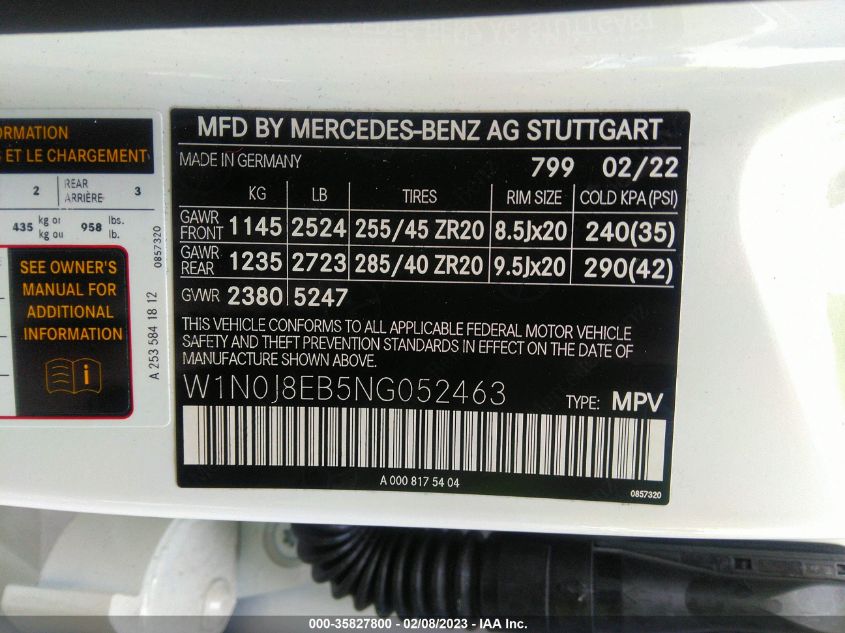 ORMATION
S ET LE CHARGEMENT
2 REAR ARRIÈRE 3
435 kg or kg ou 958 lbs. lb.
SEE OWNER'S
MANUAL FOR
ADDITIONAL
INFORMATION
0857320
A 253 584 18 12
MFD BY MERCEDES-BENZ AG STUTTGART
MADE IN GERMANY 799 02/22
KG LB TIRES RIM SIZE COLD KPA(PSI)
GAWR FRONT 1145 2524 255/45 ZR20 8.5Jx20 240(35)
GAWR REAR 1235 2723 285/40 ZR20 9.5Jx20 290(42)
GVWR 2380 5247
THIS VEHICLE CONFORMS TO ALL APPLICABLE FEDERAL MOTOR VEHICLE
SAFETY AND THEFT PREVENTION STANDARDS IN EFFECT ON THE DATE OF
MANUFACTURE SHOWN ABOVE.
W1N0J8EB5NG052463 TYPE: MPV
A 000 817 54 04
0857320
000-35827800 - 02/08/2023 - IAA Inc.